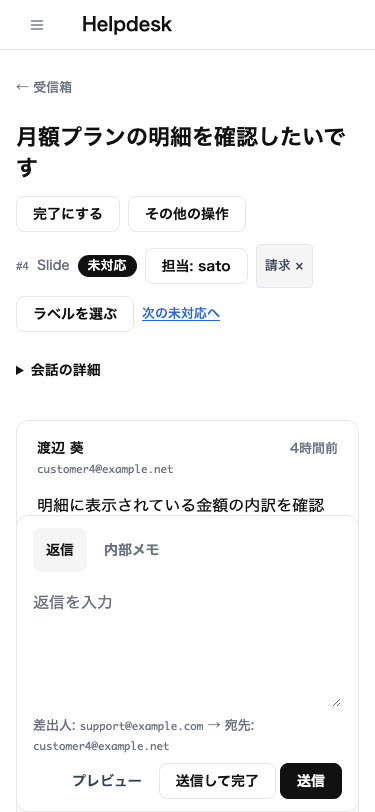 Helpdesk
← 受信箱
月額プランの明細を確認したいで
す
完了にする その他の操作
#4 Slide 未対応 担当: sato 請求 ×
ラベルを選ぶ 次の未対応へ
▶ 会話の詳細
渡辺 葵 4時間前
customer4@example.net
明細に表示されている金額の内訳を確認
返信 内部メモ
返信を入力
差出人: support@example.com → 宛先:
customer4@example.net
プレビュー 送信して完了 送信